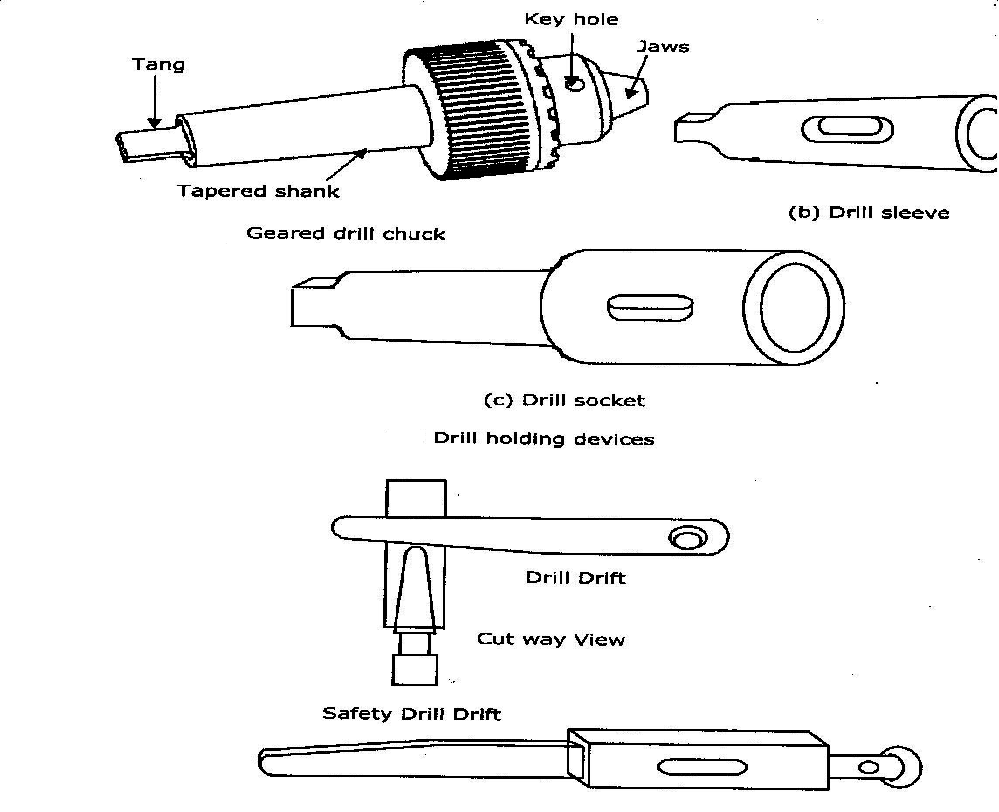 Key hole
Jaws
Tang
Tapered shank
(b) Drill sleeve
Geared drill chuck
(c) Drill socket
Drill holding devices
Drill Drift
Cut way View
Safety Drill Drift